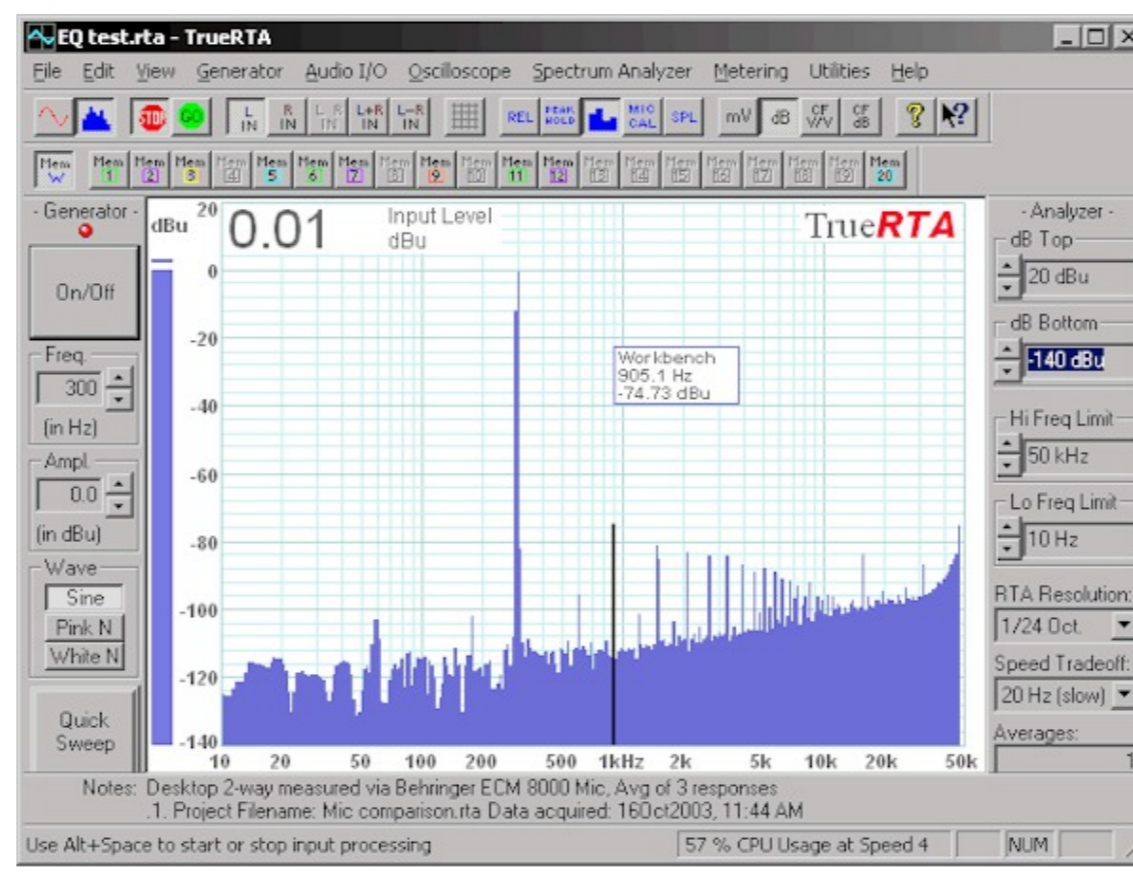 EQ test.rta - TrueRTA
File Edit View Generator Audio I/O Oscilloscope Spectrum Analyzer Metering Utilities Help
STOP GO L IN R IN L-R IN L+R IN L-R IN REL PEAK HOLD MIC CAL SPL mV dB CF V/V CF dB ? ?
Mem W Mem 1 Mem 2 Mem 3 Mem 4 Mem 5 Mem 6 Mem 7 Mem 8 Mem 9 Mem 10 Mem 11 Mem 12 Mem 13 Mem 14 Mem 15 Mem 16 Mem 17 Mem 18 Mem 19 Mem 20
- Generator -
On/Off
Freq.
300
(in Hz)
Ampl.
0.0
(in dBu)
Wave
Sine
Pink N
White N
Quick
Sweep
dBu
0.01
Input Level
dBu
TrueRTA
20
0
-20
-40
-60
-80
-100
-120
-140
Workbench
905.1 Hz
-74.73 dBu
10 20 50 100 200 500 1kHz 2k 5k 10k 20k 50k
- Analyzer -
dB Top
20 dBu
dB Bottom
-140 dBu
Hi Freq Limit
50 kHz
Lo Freq Limit
10 Hz
RTA Resolution:
1/24 Oct.
Speed Tradeoff:
20 Hz (slow)
Averages:
1
Notes: Desktop 2-way measured via Behringer ECM 8000 Mic, Avg of 3 responses
.1. Project Filename: Mic comparison.rta Data acquired: 16Oct2003, 11:44 AM
Use Alt+Space to start or stop input processing
57 % CPU Usage at Speed 4
NUM